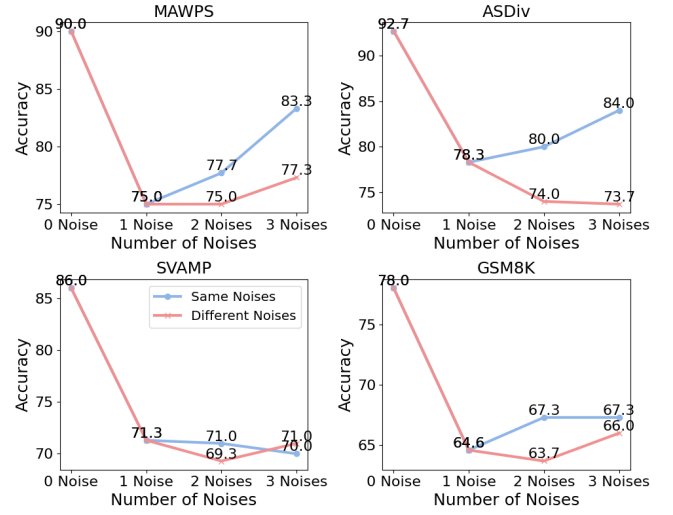 MAWPS
90.0
90
85
80
75
Accuracy
83.3
77.7
77.3
75.0
75.0
0 Noise 1 Noise 2 Noises 3 Noises
Number of Noises
ASDiv
92.7
90
85
80
75
Accuracy
84.0
80.0
78.3
74.0
73.7
0 Noise 1 Noise 2 Noises 3 Noises
Number of Noises
SVAMP
86.0
85
80
75
70
Accuracy
Same Noises
Different Noises
71.3
71.0
71.0
69.3
70.0
0 Noise 1 Noise 2 Noises 3 Noises
Number of Noises
GSM8K
78.0
75
70
65
Accuracy
67.3
67.3
66.0
64.6
63.7
0 Noise 1 Noise 2 Noises 3 Noises
Number of Noises